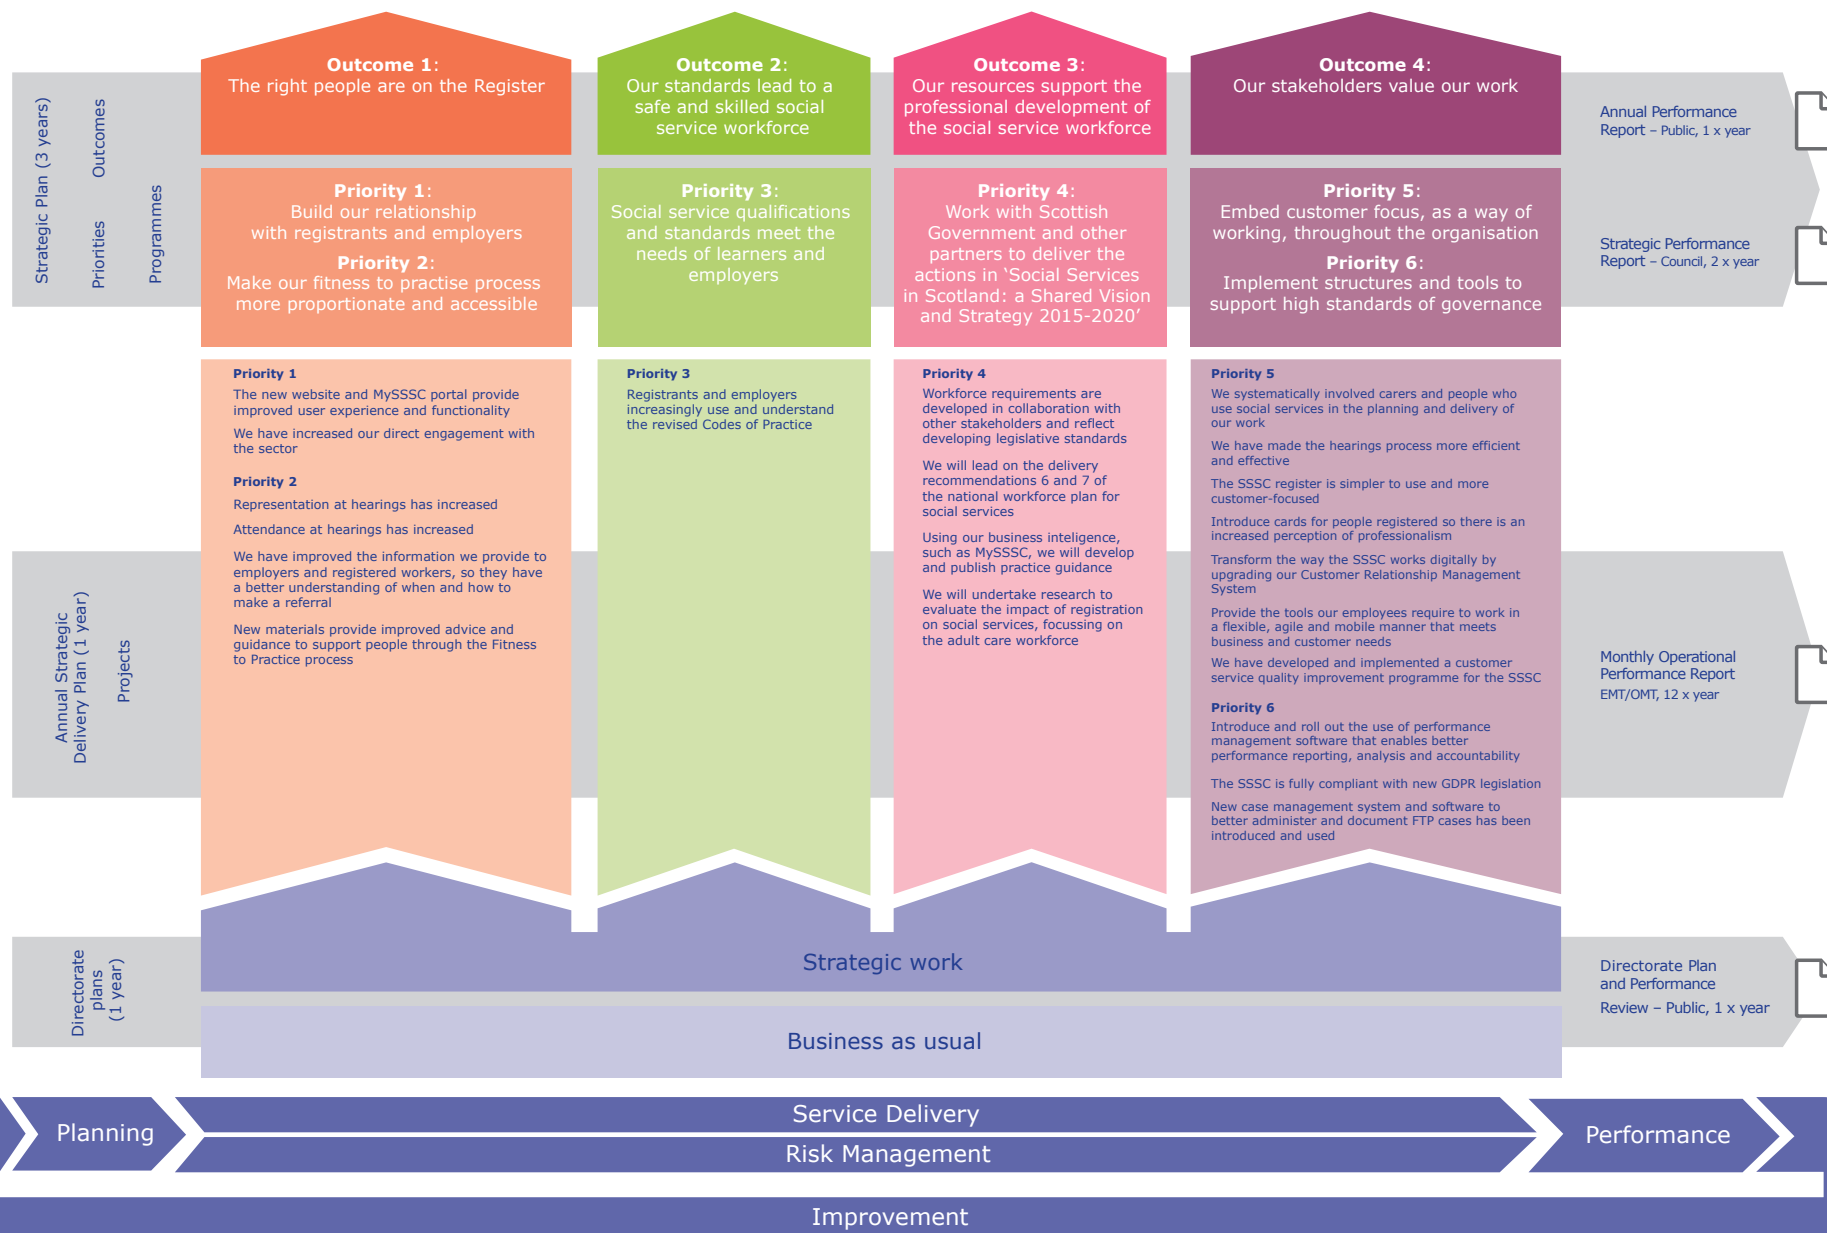 Strategic Plan (3 years)
Outcomes
Priorities
Programmes
Outcome 1:
The right people are on the Register
Outcome 2:
Our standards lead to a
safe and skilled social
service workforce
Outcome 3:
Our resources support the
professional development of
the social service workforce
Outcome 4:
Our stakeholders value our work
Annual Performance
Report – Public, 1 x year
Strategic Performance
Report – Council, 2 x year
Priority 1:
Build our relationship
with registrants and employers
Priority 2:
Make our fitness to practise process
more proportionate and accessible
Priority 3:
Social service qualifications
and standards meet the
needs of learners and
employers
Priority 4:
Work with Scottish
Government and other
partners to deliver the
actions in ‘Social Services
in Scotland: a Shared Vision
and Strategy 2015-2020’
Priority 5:
Embed customer focus, as a way of
working, throughout the organisation
Priority 6:
Implement structures and tools to
support high standards of governance
Annual Strategic
Delivery Plan (1 year)
Projects
Priority 1
The new website and MySSSC portal provide
improved user experience and functionality
We have increased our direct engagement with
the sector
Priority 2
Representation at hearings has increased
Attendance at hearings has increased
We have improved the information we provide to
employers and registered workers, so they have
a better understanding of when and how to
make a referral
New materials provide improved advice and
guidance to support people through the Fitness
to Practice process
Priority 3
Registrants and employers
increasingly use and understand
the revised Codes of Practice
Priority 4
Workforce requirements are
developed in collaboration with
other stakeholders and reflect
developing legislative standards
We will lead on the delivery
recommendations 6 and 7 of
the national workforce plan for
social services
Using our business inteligence,
such as MySSSC, we will develop
and publish practice guidance
We will undertake research to
evaluate the impact of registration
on social services, focussing on
the adult care workforce
Priority 5
We systematically involved carers and people who
use social services in the planning and delivery of
our work
We have made the hearings process more efficient
and effective
The SSSC register is simpler to use and more
customer-focused
Introduce cards for people registered so there is an
increased perception of professionalism
Transform the way the SSSC works digitally by
upgrading our Customer Relationship Management
System
Provide the tools our employees require to work in
a flexible, agile and mobile manner that meets
business and customer needs
We have developed and implemented a customer
service quality improvement programme for the SSSC
Priority 6
Introduce and roll out the use of performance
management software that enables better
performance reporting, analysis and accountability
The SSSC is fully compliant with new GDPR legislation
New case management system and software to
better administer and document FTP cases has been
introduced and used
Monthly Operational
Performance Report
EMT/OMT, 12 x year
Directorate
plans
(1 year)
Strategic work
Business as usual
Directorate Plan
and Performance
Review – Public, 1 x year
Planning
Service Delivery
Risk Management
Performance
Improvement